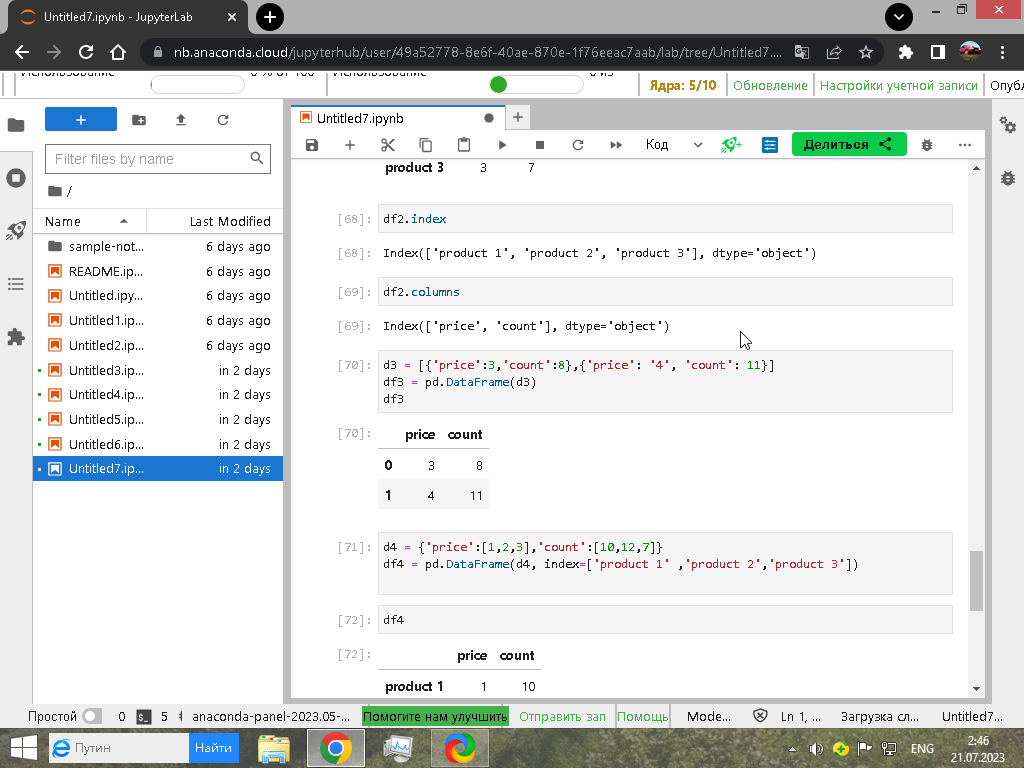 Untitled7.ipynb - JupyterLab
nb.anaconda.cloud/jupyterhub/user/49a52778-8e6f-40ae-870e-1f76eeac7aab/lab/tree/Untitled7....
Использование 0 % от 100 Использование 0 из
Ядра: 5/10 Обновление Настройки учетной записи Опубл
Untitled7.ipynb
Код Делиться
Filter files by name
/
Name Last Modified
sample-not... 6 days ago
README.ip... 6 days ago
Untitled.ipy... 6 days ago
Untitled1.ip... 6 days ago
Untitled2.ip... 6 days ago
Untitled3.ip... in 2 days
Untitled4.ip... in 2 days
Untitled5.ip... in 2 days
Untitled6.ip... in 2 days
Untitled7.ip... in 2 days
product 3 3 7
[68]: df2.index
[68]: Index(['product 1', 'product 2', 'product 3'], dtype='object')
[69]: df2.columns
[69]: Index(['price', 'count'], dtype='object')
[70]: d3 = [{'price':3,'count':8},{'price': '4', 'count': 11}]
df3 = pd.DataFrame(d3)
df3
[70]: price count
0 3 8
1 4 11
[71]: d4 = {'price':[1,2,3],'count':[10,12,7]}
df4 = pd.DataFrame(d4, index=['product 1' ,'product 2','product 3'])
[72]: df4
[72]: price count
product 1 1 10
Простой 0 $_ 5 anaconda-panel-2023.05-... Помогите нам улучшить Отправить зап Помощь Mode... Ln 1, ... Загрузка сл... Untitled7...
Путин Найти ENG 2:46
21.07.2023